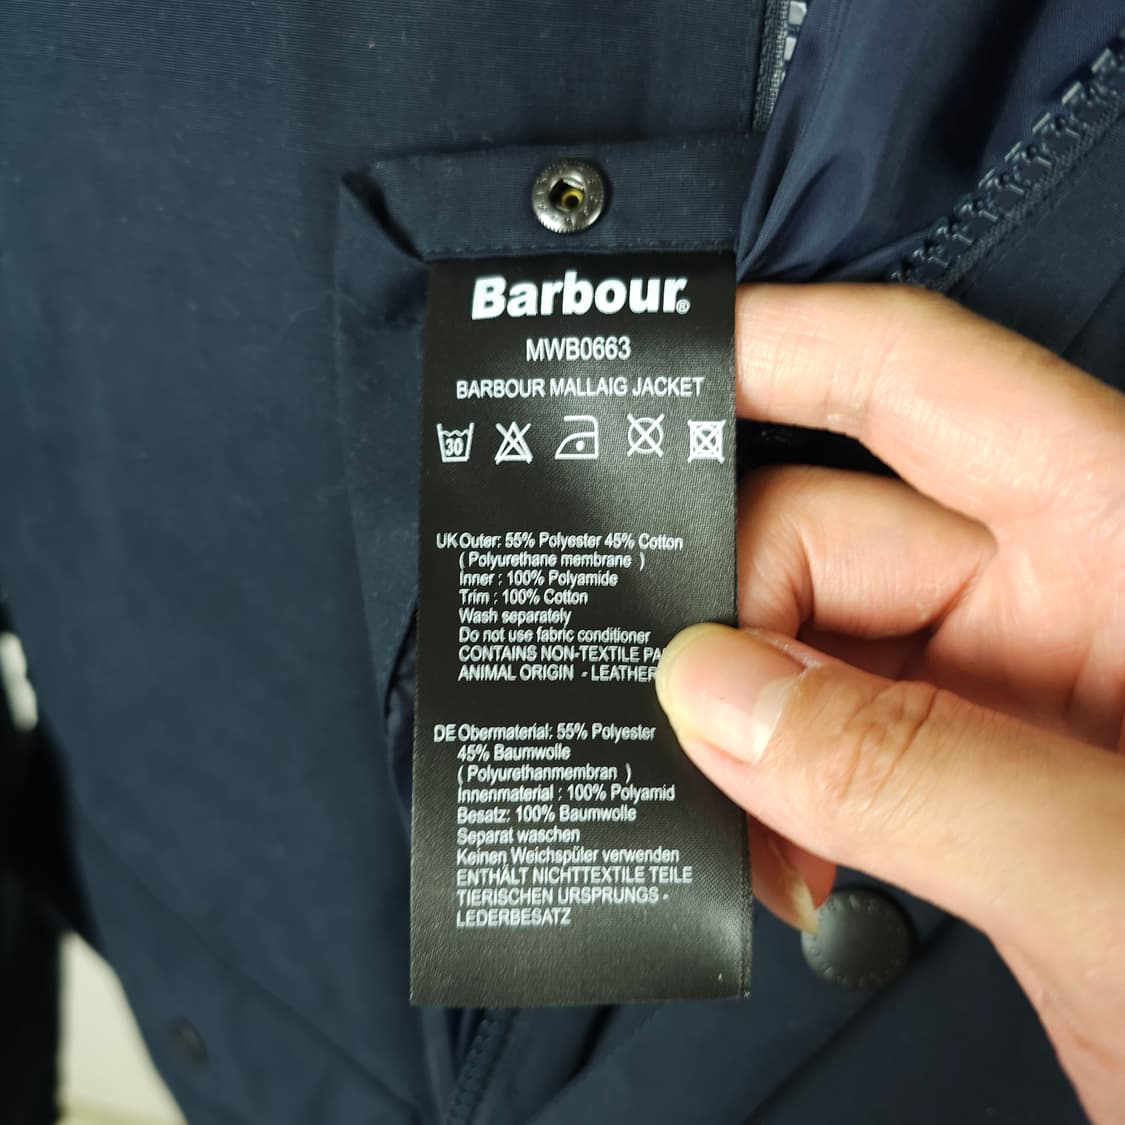 Barbour®
MWB0663
BARBOUR MALLAIG JACKET
30
UK Outer: 55% Polyester 45% Cotton
( Polyurethane membrane )
Inner : 100% Polyamide
Trim : 100% Cotton
Wash separately
Do not use fabric conditioner
CONTAINS NON-TEXTILE
ANIMAL ORIGIN - LEATHER
DE Obermaterial: 55% Polyester
45% Baumwolle
( Polyurethanmembran )
Innenmaterial : 100% Polyamid
Besatz: 100% Baumwolle
Separat waschen
Keinen Weichspüler verwenden
ENTHÄLT NICHTTEXTILE TEILE
TIERISCHEN URSPRUNGS -
LEDERBESATZ